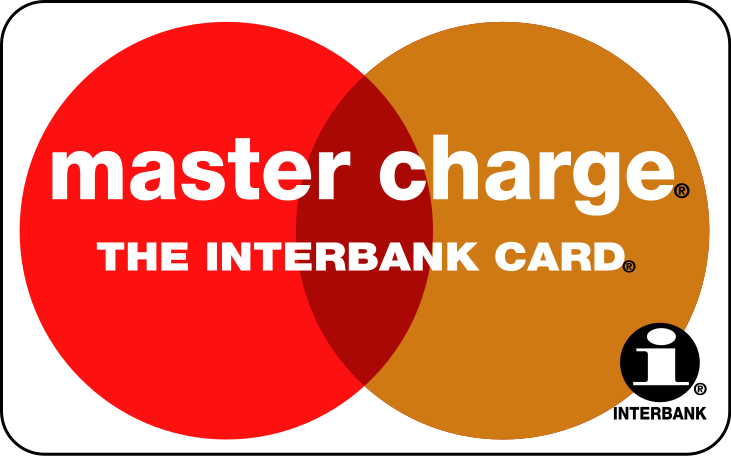 master charge®
THE INTERBANK CARD®
i®
INTERBANK